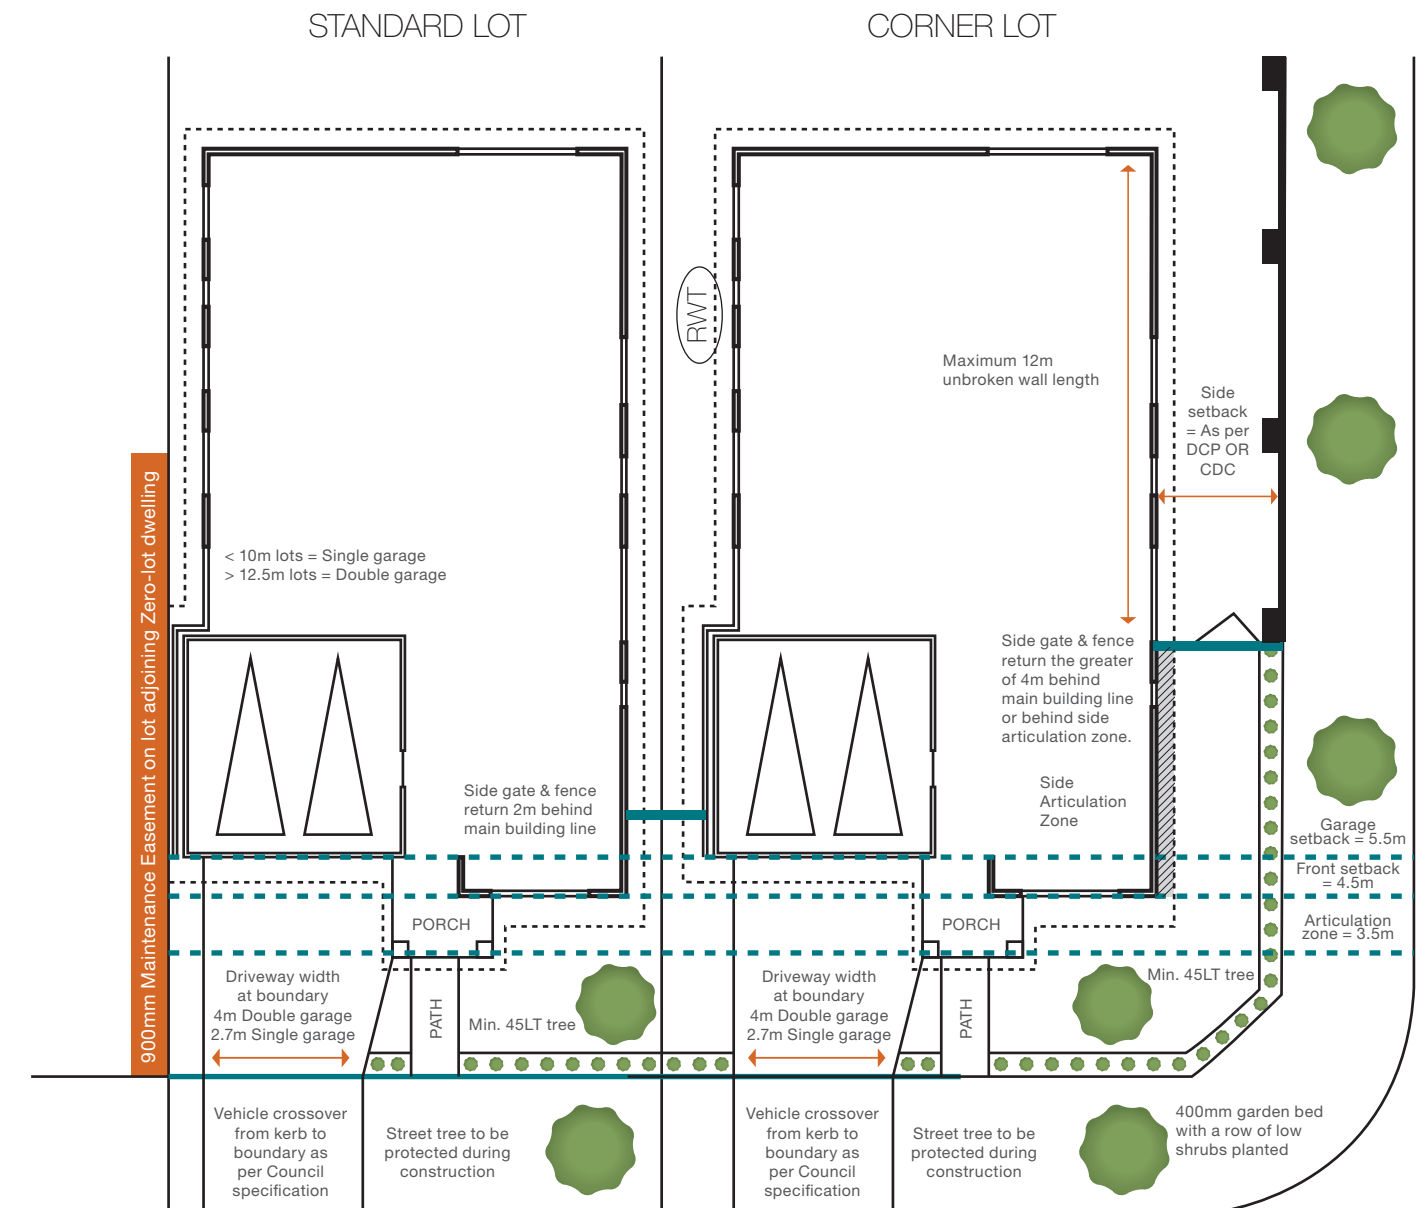 STANDARD LOT
CORNER LOT
RWT
Maximum 12m
unbroken wall length
Side
setback
= As per
DCP OR
CDC
< 10m lots = Single garage
> 12.5m lots = Double garage
900mm Maintenance Easement on lot adjoining Zero-lot dwelling
Side gate & fence
return the greater
of 4m behind
main building line
or behind side
articulation zone.
Side gate & fence
return 2m behind
main building line
Side
Articulation
Zone
Garage
setback = 5.5m
Front setback
= 4.5m
Articulation
zone = 3.5m
PORCH
PORCH
Driveway width
at boundary
4m Double garage
2.7m Single garage
PATH
Min. 45LT tree
Driveway width
at boundary
4m Double garage
2.7m Single garage
PATH
Min. 45LT tree
Vehicle crossover
from kerb to
boundary as
per Council
specification
Street tree to be
protected during
construction
Vehicle crossover
from kerb to
boundary as
per Council
specification
Street tree to be
protected during
construction
400mm garden bed
with a row of low
shrubs planted